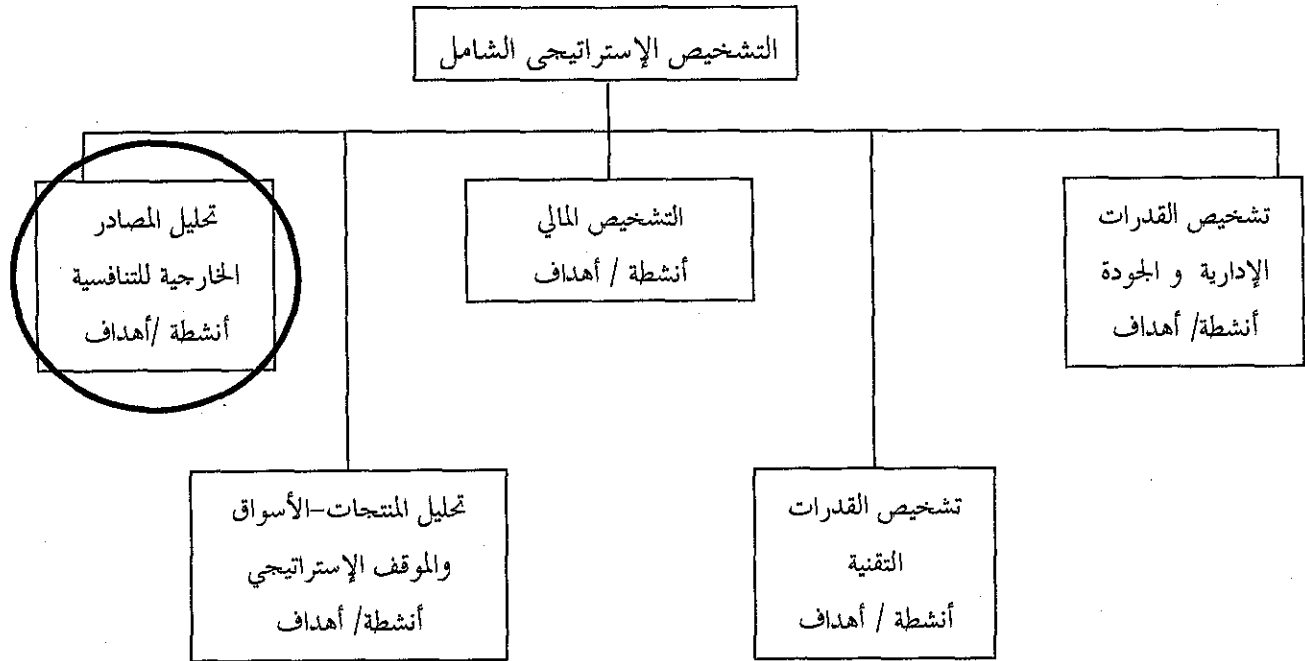 التشخيص الإستراتيجى الشامل
تشخيص القدرات
الإدارية و الجودة
أنشطة/ أهداف
التشخيص المالي
أنشطة / أهداف
تحليل المصادر
الخارجية للتنافسية
أنشطة /أهداف
تشخيص القدرات
التقنية
أنشطة / أهداف
تحليل المنتجات-الأسواق
والموقف الإستراتيجي
أنشطة/ أهداف